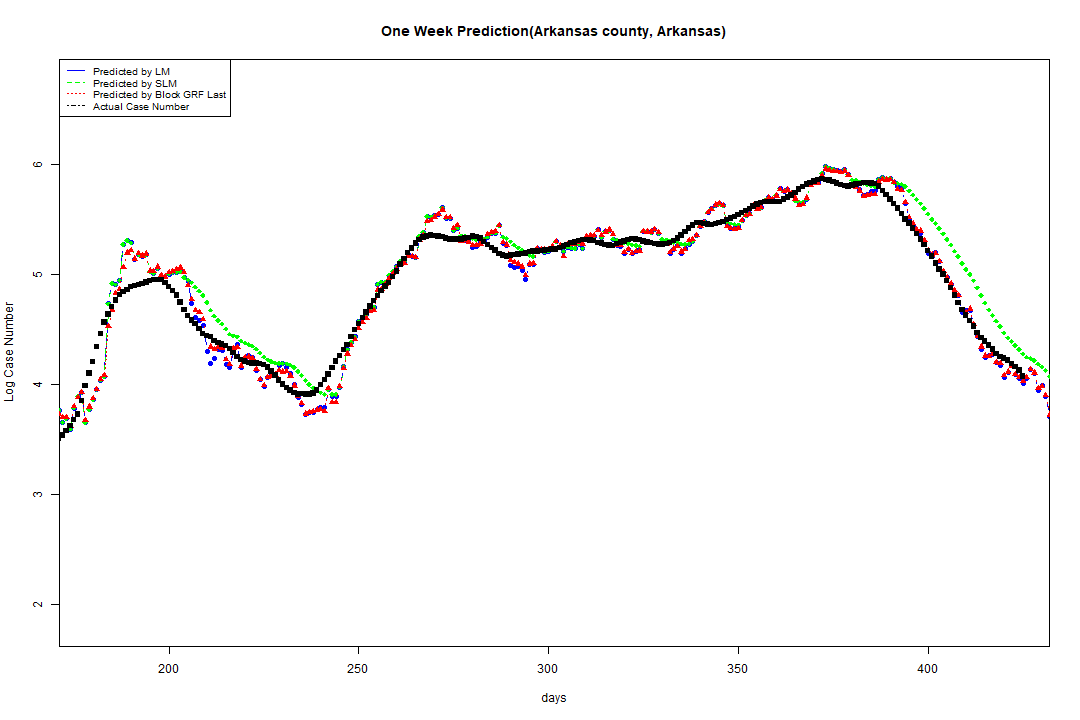 One Week Prediction(Arkansas county, Arkansas)
Predicted by LM
Predicted by SLM
Predicted by Block GRF Last
Actual Case Number
6
5
4
3
2
Log Case Number
200 250 300 350 400
days